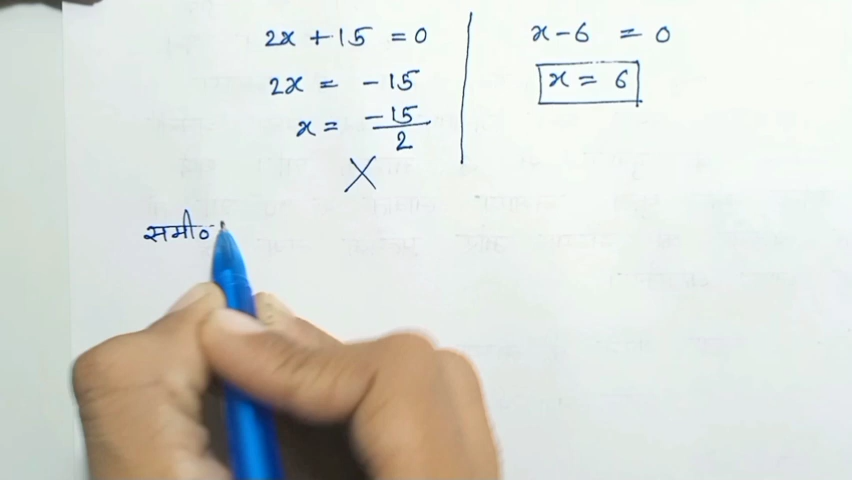 2x + 15 = 0
2x = -15
x = -15/2
X
x - 6 = 0
x = 6
समी०